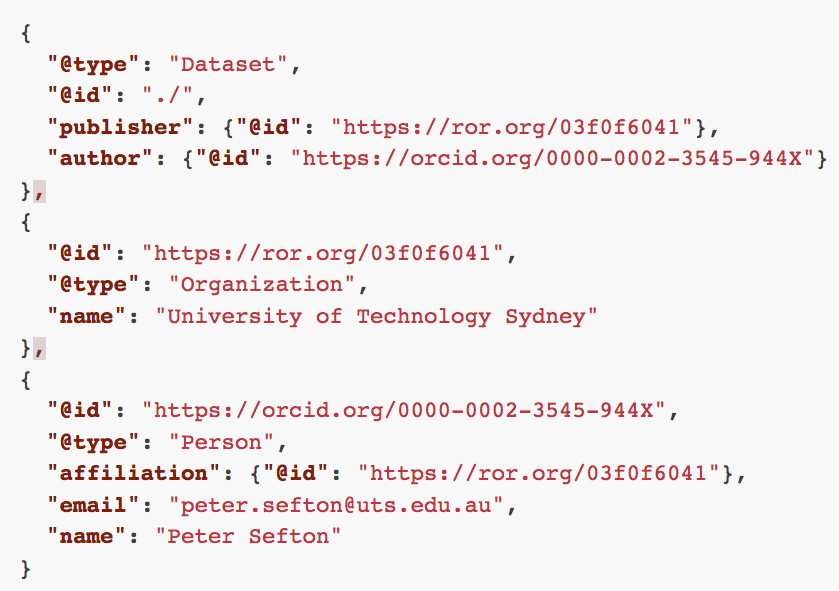 {
  "@type": "Dataset",
  "@id": "./",
  "publisher": {"@id": "https://ror.org/03f0f6041"},
  "author": {"@id": "https://orcid.org/0000-0002-3545-944X"}
},
{
  "@id": "https://ror.org/03f0f6041",
  "@type": "Organization",
  "name": "University of Technology Sydney"
},
{
  "@id": "https://orcid.org/0000-0002-3545-944X",
  "@type": "Person",
  "affiliation": {"@id": "https://ror.org/03f0f6041"},
  "email": "peter.sefton@uts.edu.au",
  "name": "Peter Sefton"
}